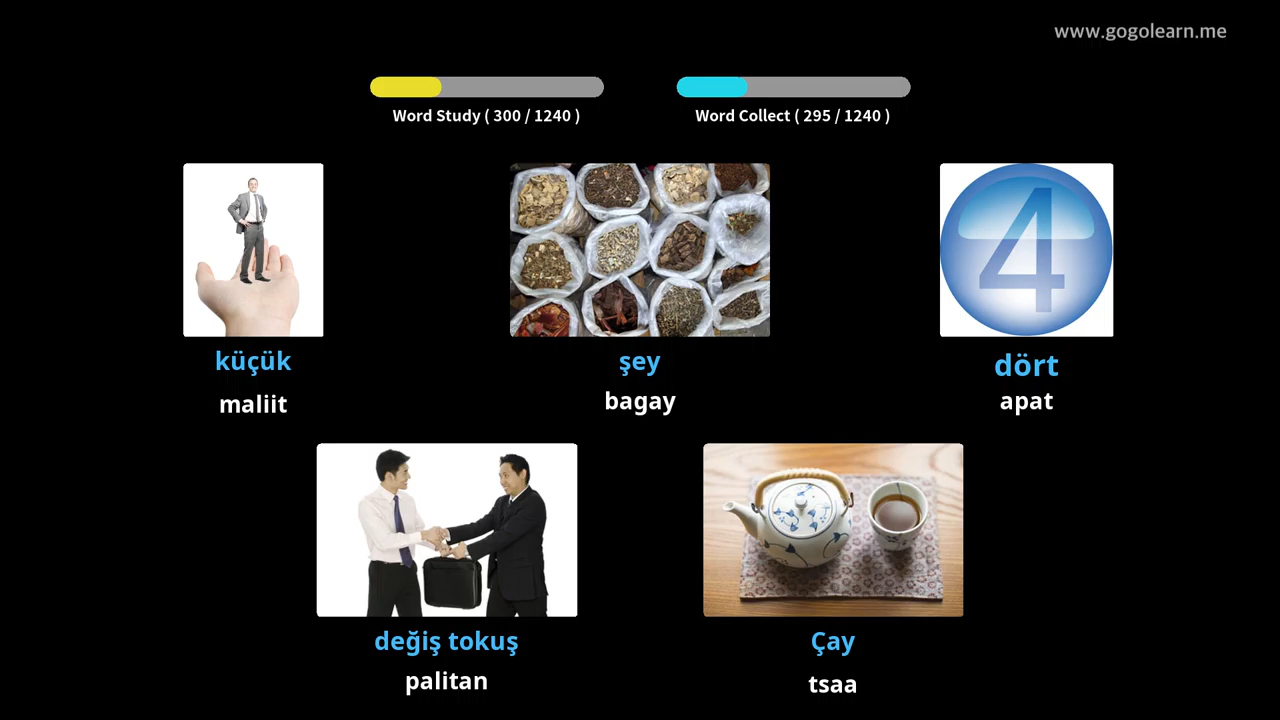 www.gogolearn.me
Word Study ( 300 / 1240 )
Word Collect ( 295 / 1240 )
4
küçük
şey
dört
maliit
bagay
apat
değiş tokuş
Çay
palitan
tsaa